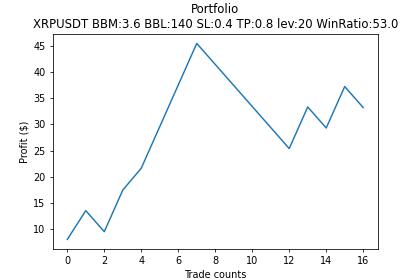 Portfolio
XRPUSDT BBM:3.6 BBL:140 SL:0.4 TP:0.8 lev:20 WinRatio:53.0
45
40
35
30
25
20
15
10
Profit ($)
0 2 4 6 8 10 12 14 16
Trade counts